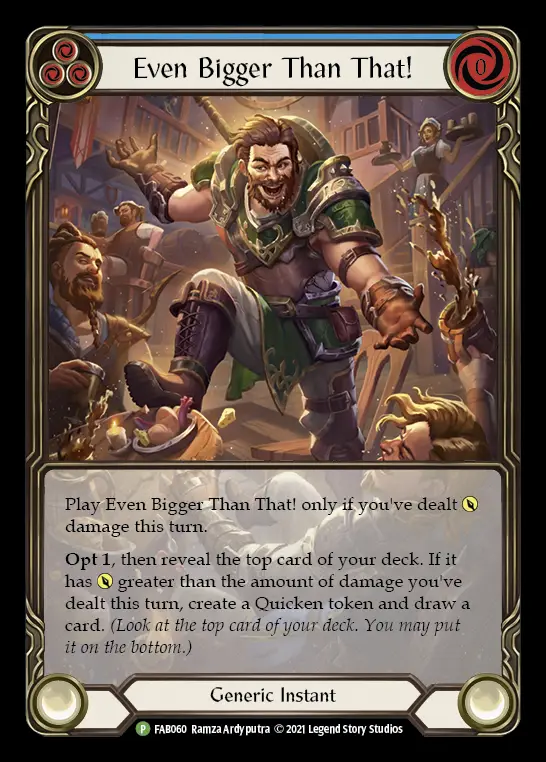 Even Bigger Than That!
0
Play Even Bigger Than That! only if you've dealt
damage this turn.
Opt 1, then reveal the top card of your deck. If it
has greater than the amount of damage you've
dealt this turn, create a Quicken token and draw a
card. (Look at the top card of your deck. You may put
it on the bottom.)
Generic Instant
P FAB060 Ramza Ardyputra © 2021 Legend Story Studios